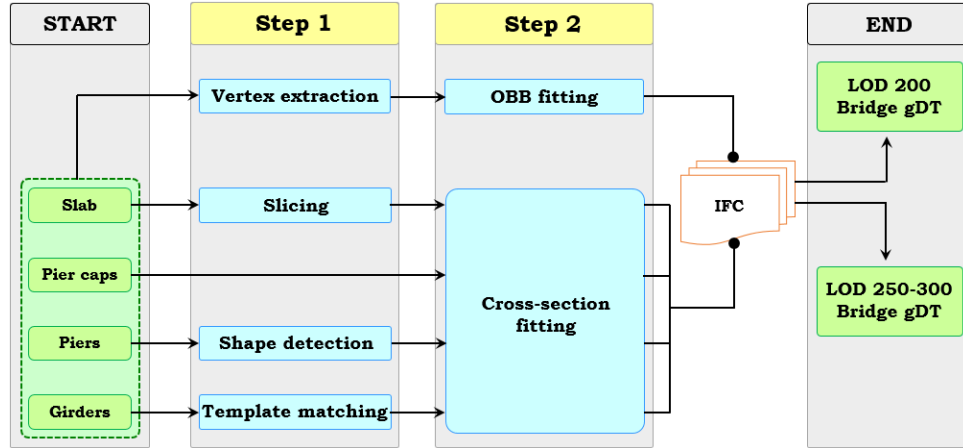 START
Step 1
Step 2
END
Vertex extraction
OBB fitting
LOD 200
Bridge gDT
Slab
Slicing
IFC
Pier caps
Cross-section
fitting
LOD 250-300
Bridge gDT
Piers
Shape detection
Girders
Template matching